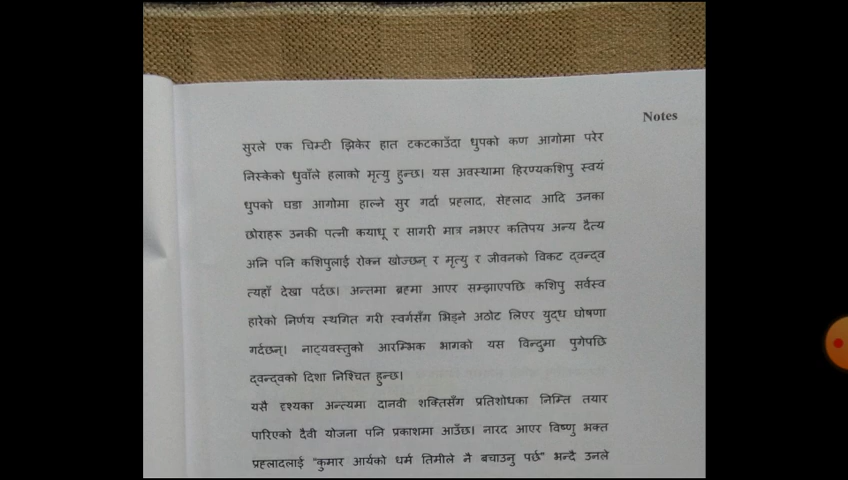 Notes
सुरले एक चिम्टी झिकेर हात टकटकाउँदा धुपको कण आगोमा परेर
निस्केको धुवाँले हलाको मृत्यु हुन्छ। यस अवस्थामा हिरण्यकशिपु स्वयं
धुपको घडा आगोमा हाल्ने सुर गर्दा प्रह्लाद, सेह्लाद आदि उनका
छोराहरू उनकी पत्नी कयाधू र सागरी मात्र नभएर कतिपय अन्य दैत्य
अनि पनि कशिपुलाई रोक्न खोज्छन् र मृत्यु र जीवनको विकट द्वन्द्व
त्यहाँ देखा पर्दछ। अन्तमा ब्रह्मा आएर सम्झाएपछि कशिपु सर्वस्व
हारेको निर्णय स्थगित गरी स्वर्गसँग भिड्ने अठोट लिएर युद्ध घोषणा
गर्दछन्। नाट्यवस्तुको आरम्भिक भागको यस विन्दुमा पुगेपछि
द्वन्द्वको दिशा निश्चित हुन्छ।
यसै दृश्यका अन्त्यमा दानवी शक्तिसँग प्रतिशोधका निम्ति तयार
पारिएको दैवी योजना पनि प्रकाशमा आउँछ। नारद आएर विष्णु भक्त
प्रह्लादलाई "कुमार आर्यको धर्म तिमीले नै बचाउनु पर्छ" भन्दै उनले